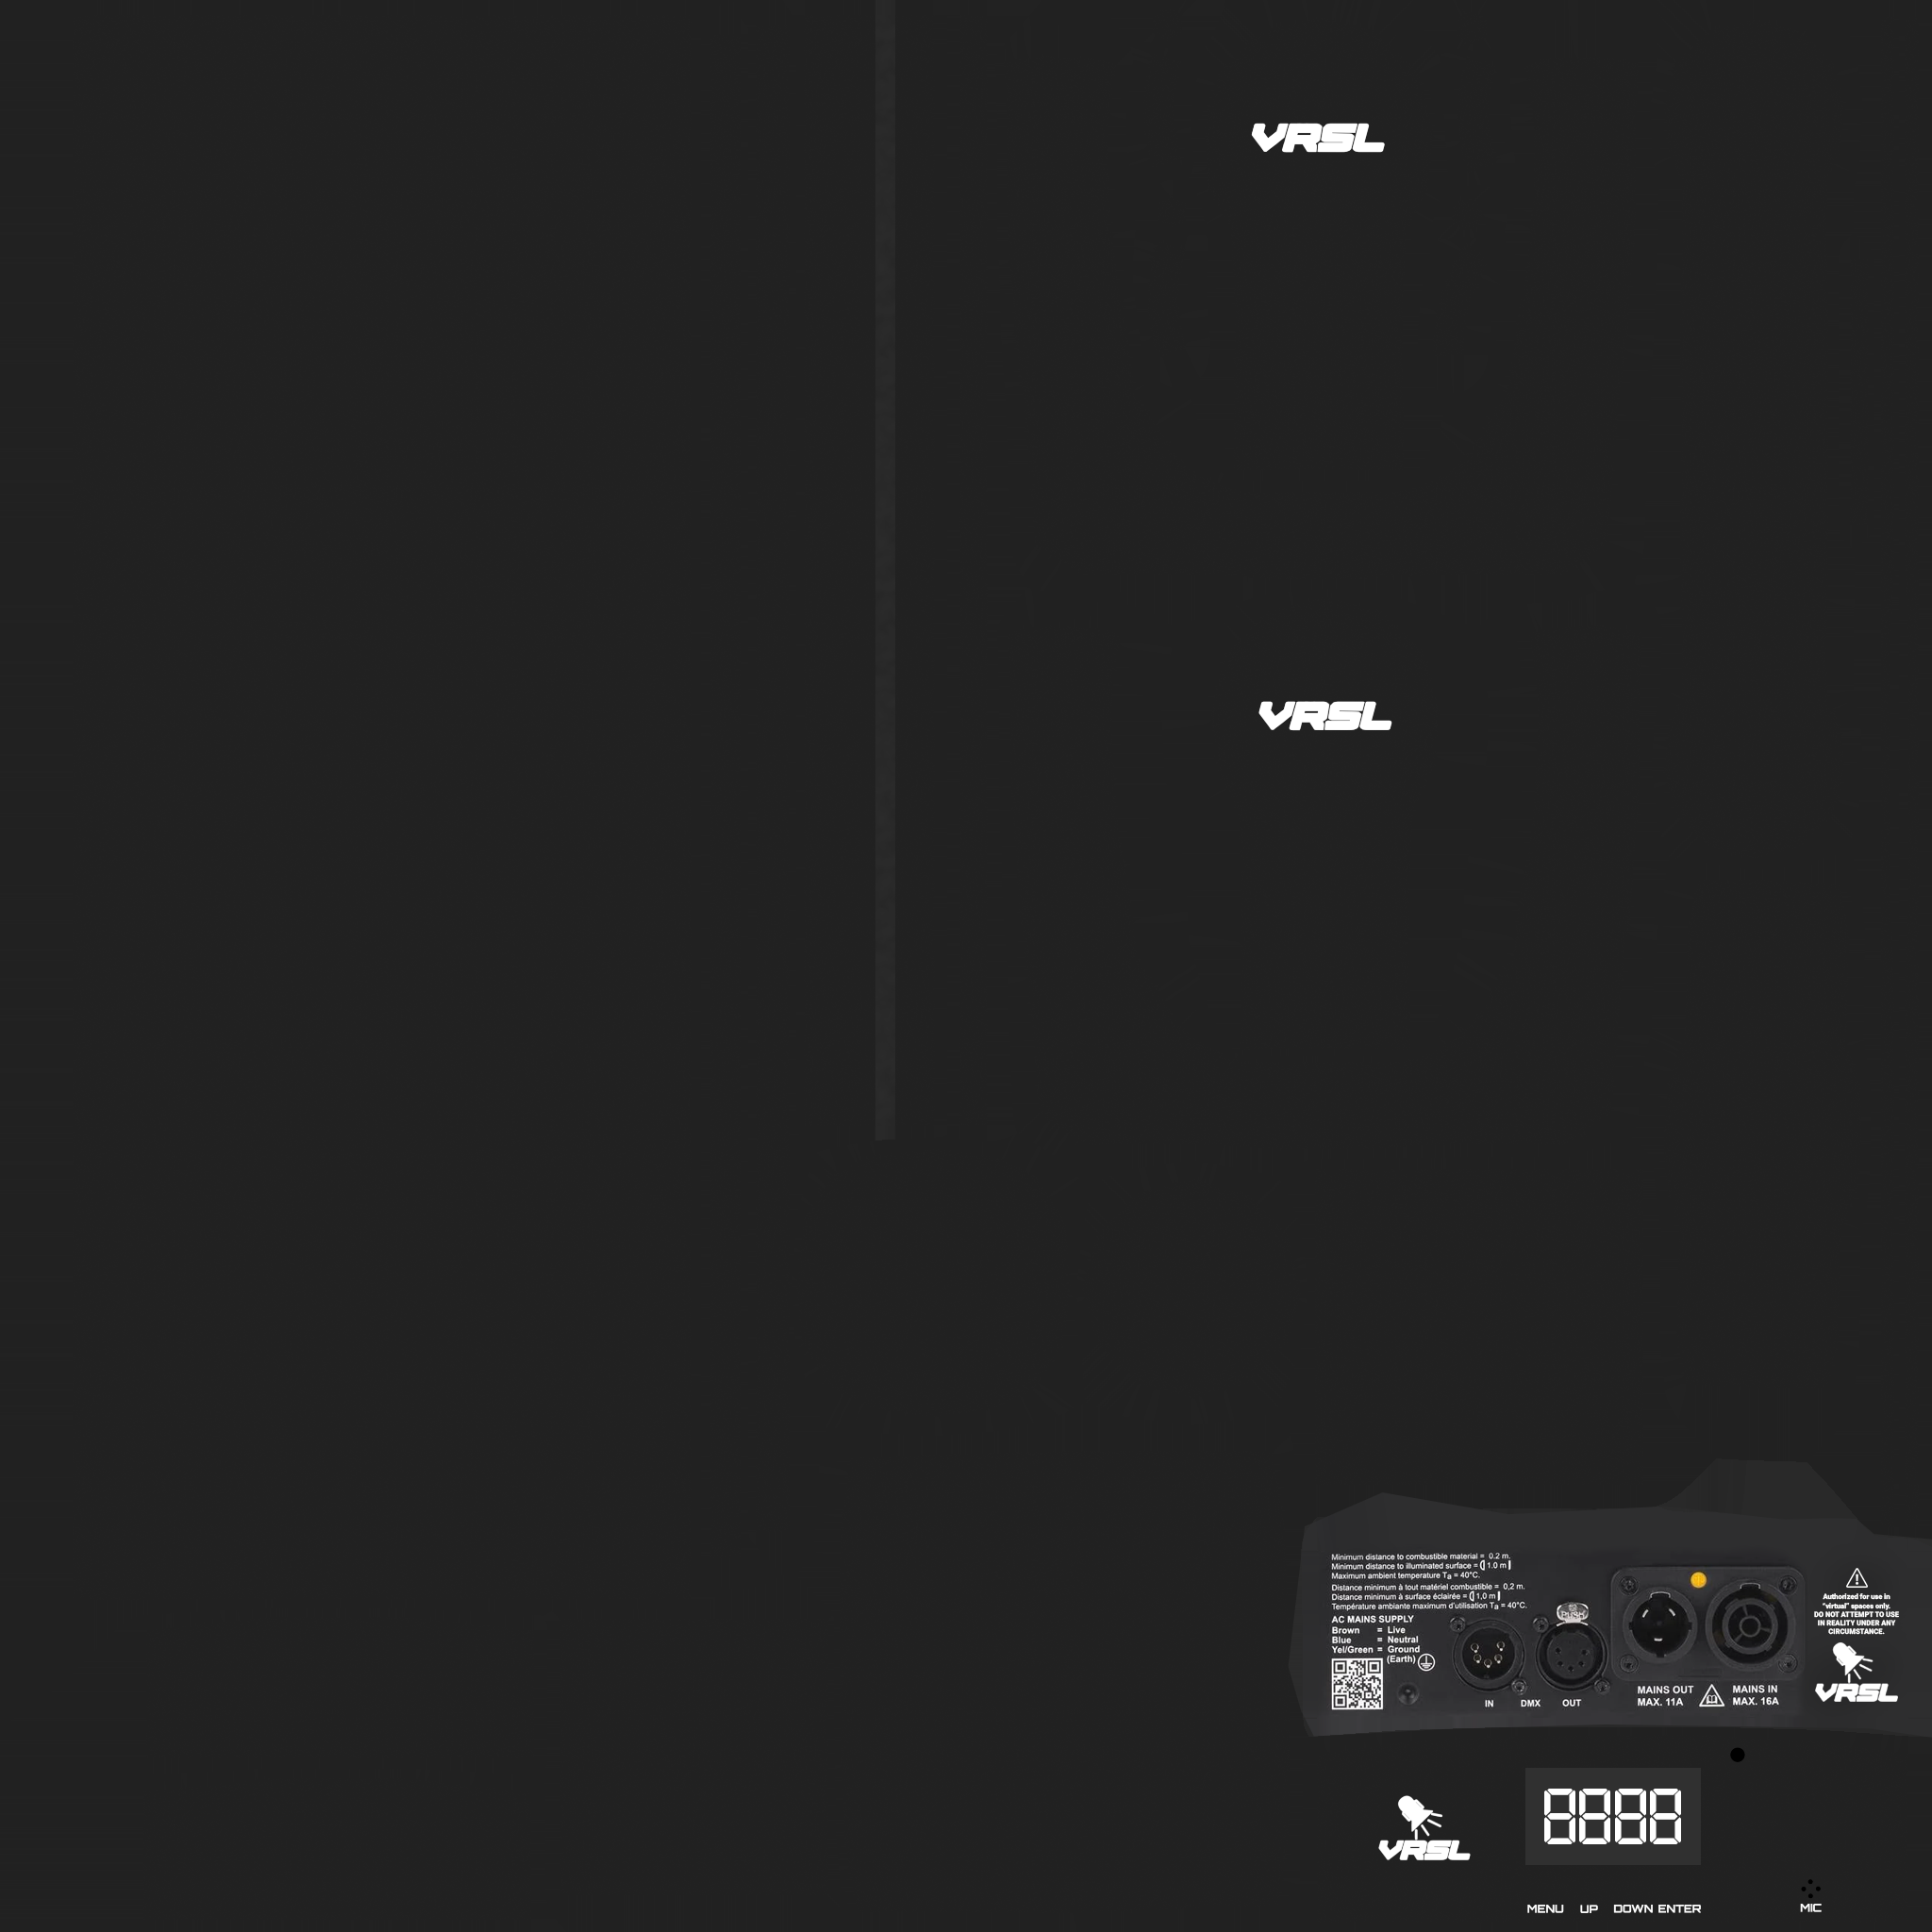 VRSL
VRSL
Minimum distance to combustible material = 0.2 m.
Minimum distance to illuminated surface = 1.0 m
Maximum ambient temperature Ta = 40°C.
Distance minimum à tout matériel combustible = 0,2 m.
Distance minimum à surface éclairée = 1,0 m
Température ambiante maximum d'utilisation Ta = 40°C.
AC MAINS SUPPLY
Brown = Live
Blue = Neutral
Yel/Green = Ground
(Earth)
PUSH
IN DMX OUT
MAINS OUT
MAX. 11A
MAINS IN
MAX. 16A
Authorized for use in
"virtual" spaces only.
DO NOT ATTEMPT TO USE
IN REALITY UNDER ANY
CIRCUMSTANCE.
VRSL
VRSL
8888
MENU UP DOWN ENTER
MIC